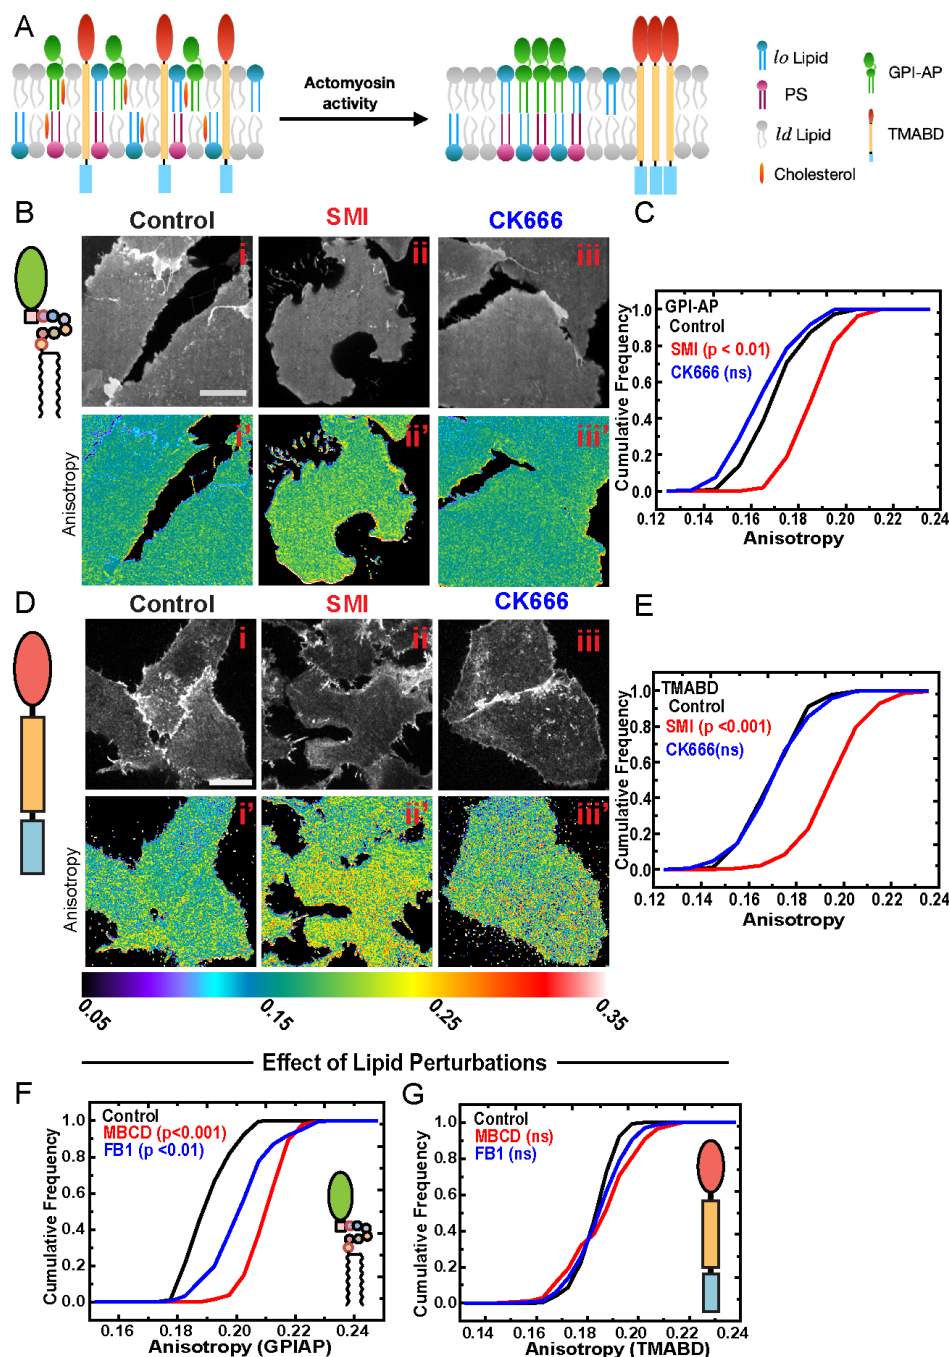 A
Actomyosin
activity
lo Lipid
PS
ld Lipid
Cholesterol
GPI-AP
TMABD
B
Control
SMI
CK666
i
ii
iii
Anisotropy
i'
ii'
iii'
C
GPI-AP
Control
SMI (p < 0.01)
CK666 (ns)
Cumulative Frequency
1.0
0.8
0.6
0.4
0.2
0.0
0.12 0.14 0.16 0.18 0.20 0.22 0.24
Anisotropy
D
Control
SMI
CK666
i
ii
iii
Anisotropy
i'
ii'
iii'
0.05 0.15 0.25 0.35
E
TMABD
Control
SMI (p <0.001)
CK666(ns)
Cumulative Frequency
1.0
0.8
0.6
0.4
0.2
0.0
0.12 0.14 0.16 0.18 0.20 0.22 0.24
Anisotropy
Effect of Lipid Perturbations
F
Control
MBCD (p<0.001)
FB1 (p <0.01)
Cumulative Frequency
1.0
0.8
0.6
0.4
0.2
0.0
0.16 0.18 0.20 0.22 0.24
Anisotropy (GPIAP)
G
Control
MBCD (ns)
FB1 (ns)
Cumulative Frequency
1.0
0.8
0.6
0.4
0.2
0.0
0.14 0.16 0.18 0.20 0.22 0.24
Anisotropy (TMABD)